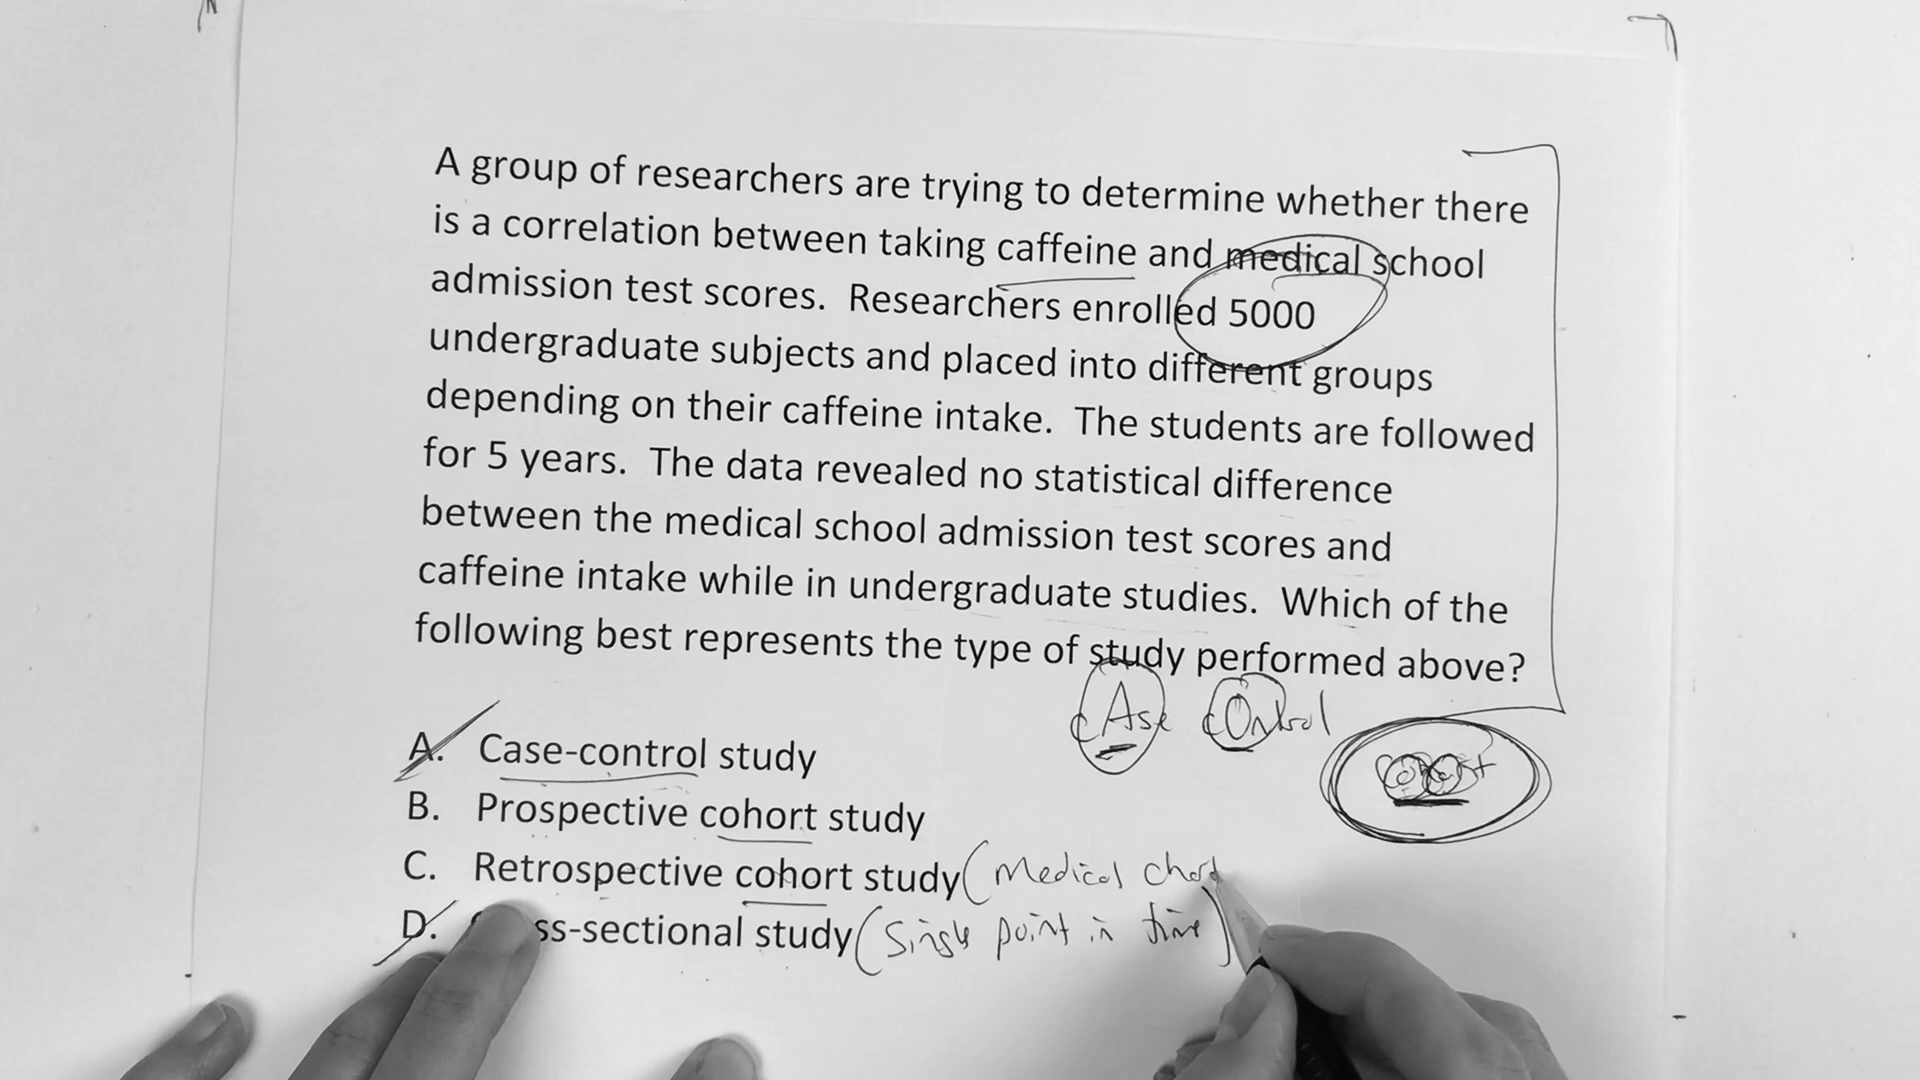 A group of researchers are trying to determine whether there
is a correlation between taking caffeine and medical school
admission test scores. Researchers enrolled 5000
undergraduate subjects and placed into different groups
depending on their caffeine intake. The students are followed
for 5 years. The data revealed no statistical difference
between the medical school admission test scores and
caffeine intake while in undergraduate studies. Which of the
following best represents the type of study performed above?
cAse cOntrol
A. Case-control study
cohort
B. Prospective cohort study
C. Retrospective cohort study (Medical chart
D. ss-sectional study (Single point in time)